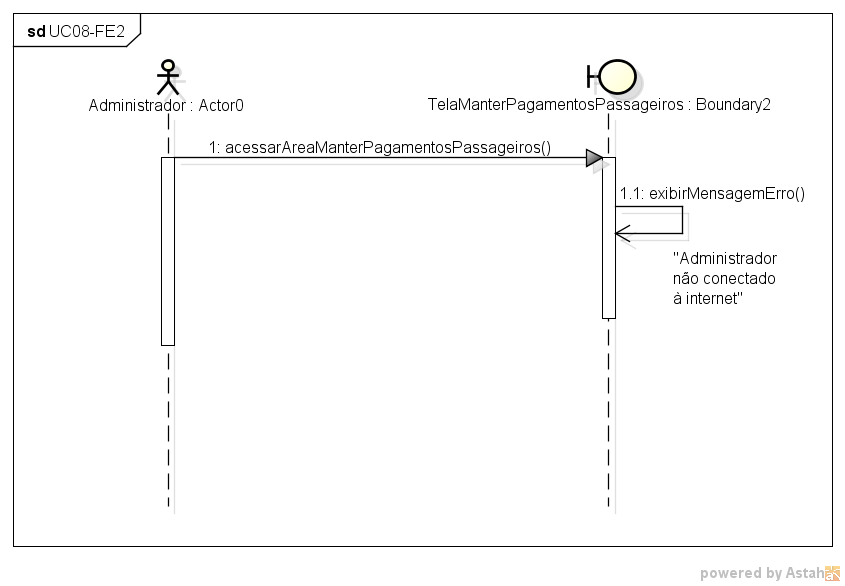 sd UC08-FE2
Administrador : Actor0
TelaManterPagamentosPassageiros : Boundary2
1: acessarAreaManterPagamentosPassageiros()
1.1: exibirMensagemErro()
"Administrador
não conectado
à internet"
powered by Astah